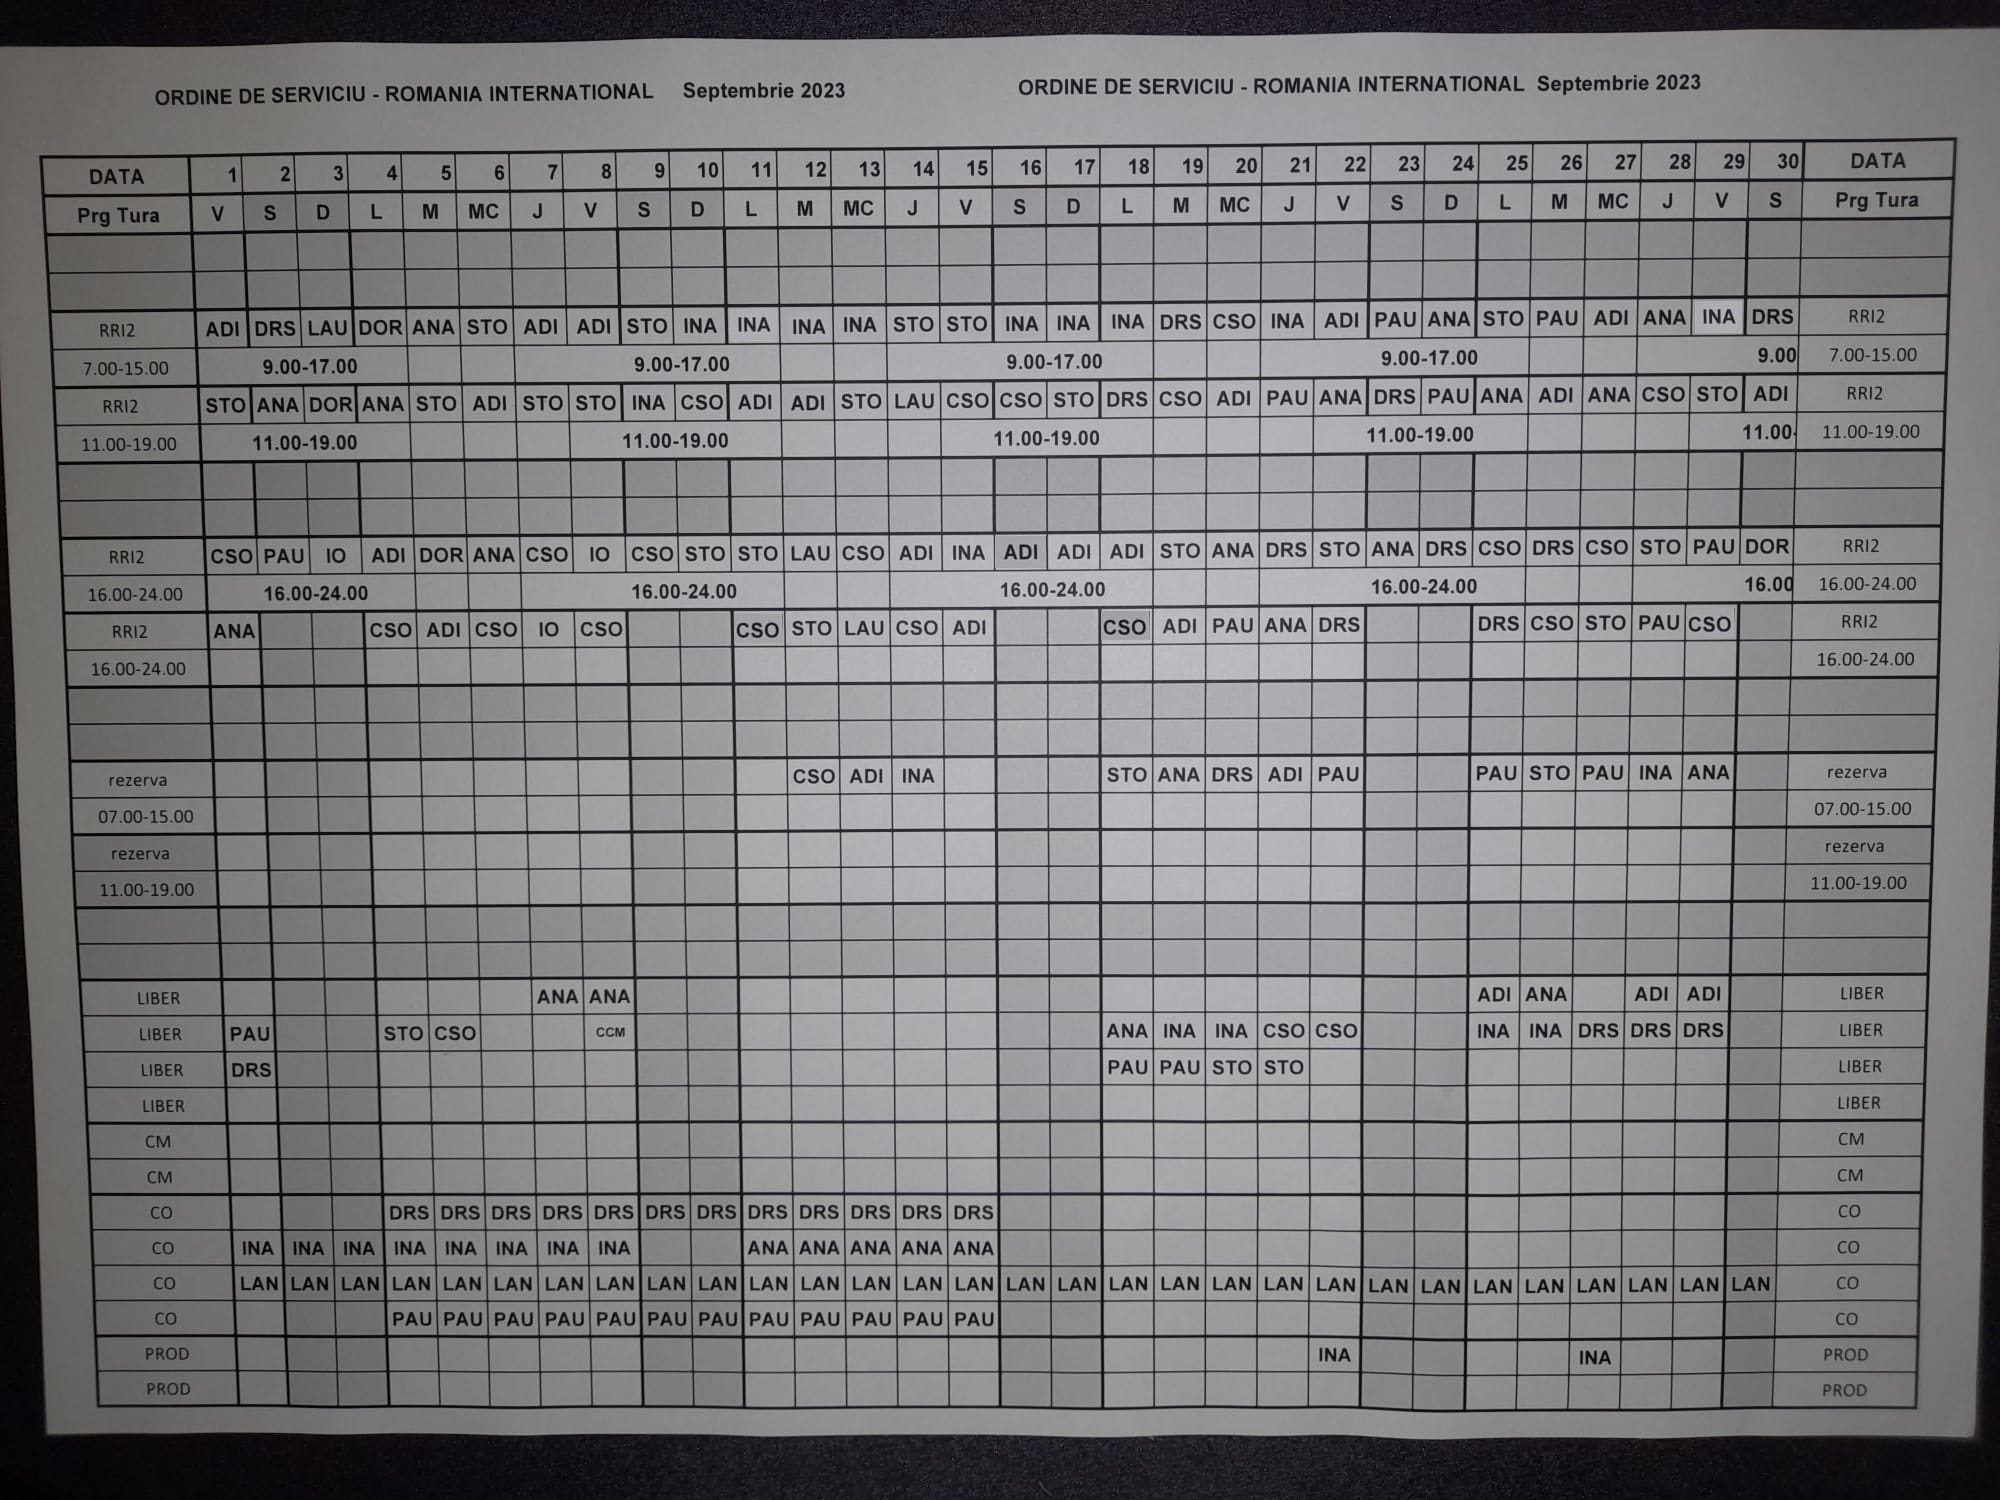 ORDINE DE SERVICIU - ROMANIA INTERNATIONAL Septembrie 2023 ORDINE DE SERVICIU - ROMANIA INTERNATIONAL Septembrie 2023
DATA 1 2 3 4 5 6 7 8 9 10 11 12 13 14 15 16 17 18 19 20 21 22 23 24 25 26 27 28 29 30 DATA
Prg Tura V S D L M MC J V S D L M MC J V S D L M MC J V S D L M MC J V S Prg Tura
RRI2 ADI DRS LAU DOR ANA STO ADI ADI STO INA INA INA INA STO STO INA INA INA DRS CSO INA ADI PAU ANA STO PAU ADI ANA INA DRS RRI2
7.00-15.00 9.00-17.00 9.00-17.00 9.00-17.00 9.00-17.00 9.00 7.00-15.00
RRI2 STO ANA DOR ANA STO ADI STO STO INA CSO ADI ADI STO LAU CSO CSO STO DRS CSO ADI PAU ANA DRS PAU ANA ADI ANA CSO STO ADI RRI2
11.00-19.00 11.00-19.00 11.00-19.00 11.00-19.00 11.00-19.00 11.00- 11.00-19.00
RRI2 CSO PAU IO ADI DOR ANA CSO IO CSO STO STO LAU CSO ADI INA ADI ADI ADI STO ANA DRS STO ANA DRS CSO DRS CSO STO PAU DOR RRI2
16.00-24.00 16.00-24.00 16.00-24.00 16.00-24.00 16.00-24.00 16.00 16.00-24.00
RRI2 ANA CSO ADI CSO IO CSO CSO STO LAU CSO ADI CSO ADI PAU ANA DRS DRS CSO STO PAU CSO RRI2
16.00-24.00 16.00-24.00
rezerva CSO ADI INA STO ANA DRS ADI PAU PAU STO PAU INA ANA rezerva
07.00-15.00 07.00-15.00
rezerva rezerva
11.00-19.00 11.00-19.00
LIBER ANA ANA ADI ANA ADI ADI LIBER
LIBER PAU STO CSO CCM ANA INA INA CSO CSO INA INA DRS DRS DRS LIBER
LIBER DRS PAU PAU STO STO LIBER
LIBER LIBER
CM CM
CM CM
CO DRS DRS DRS DRS DRS DRS DRS DRS DRS DRS DRS DRS CO
CO INA INA INA INA INA INA INA INA ANA ANA ANA ANA ANA CO
CO LAN LAN LAN LAN LAN LAN LAN LAN LAN LAN LAN LAN LAN LAN LAN LAN LAN LAN LAN LAN LAN LAN LAN LAN LAN LAN LAN LAN LAN LAN CO
CO PAU PAU PAU PAU PAU PAU PAU PAU PAU PAU PAU PAU CO
PROD INA INA PROD
PROD PROD